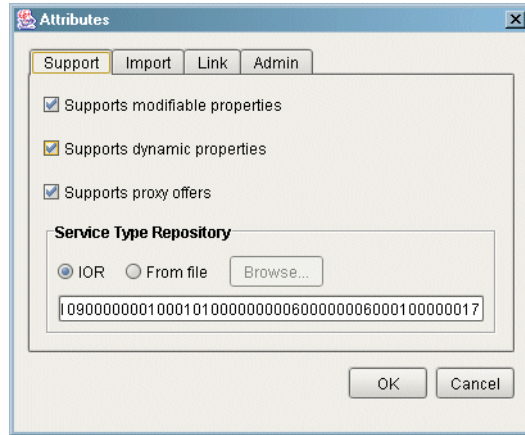 Attributes
Support Import Link Admin
Supports modifiable properties
Supports dynamic properties
Supports proxy offers
Service Type Repository
IOR From file Browse...
OK Cancel